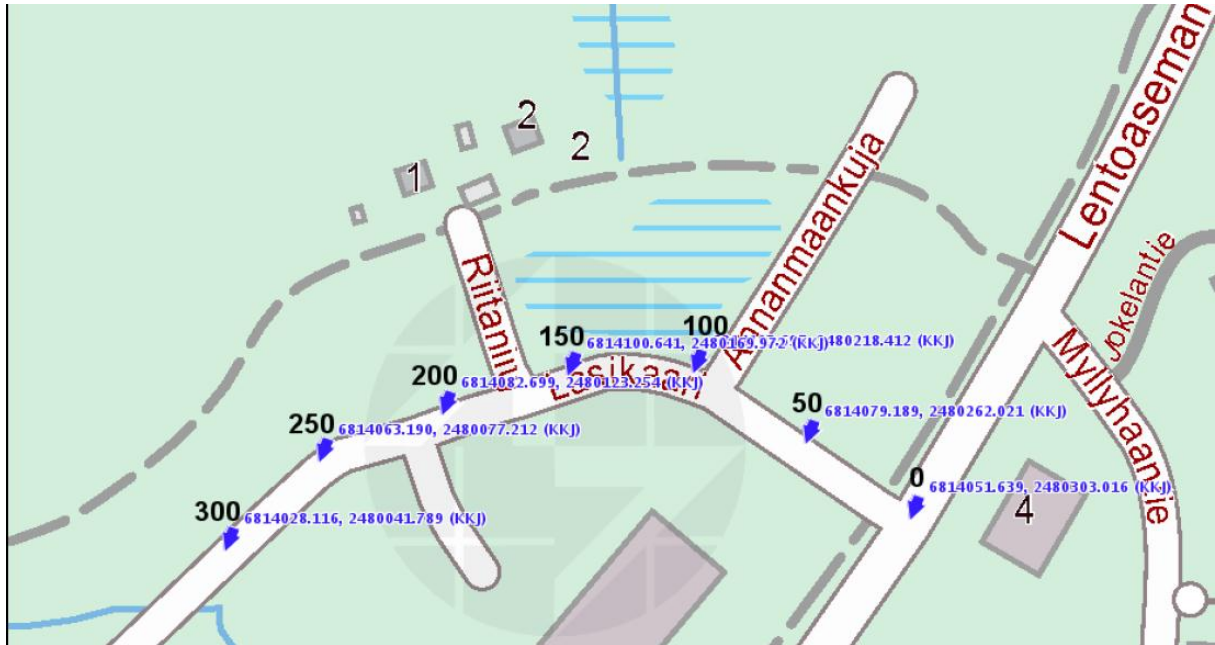 Lentoaseman
2
2
1
Annanmaankuja
Jokelantie
Myllyhaantie
Lasikaari
150
6814100.641, 2480169.972 (KKJ)
100
480218.412 (KKJ)
200
6814082.699, 2480123.254 (KKJ)
50
6814079.189, 2480262.021 (KKJ)
250
6814063.190, 2480077.212 (KKJ)
0
6814051.639, 2480303.016 (KKJ)
4
300
6814028.116, 2480041.789 (KKJ)